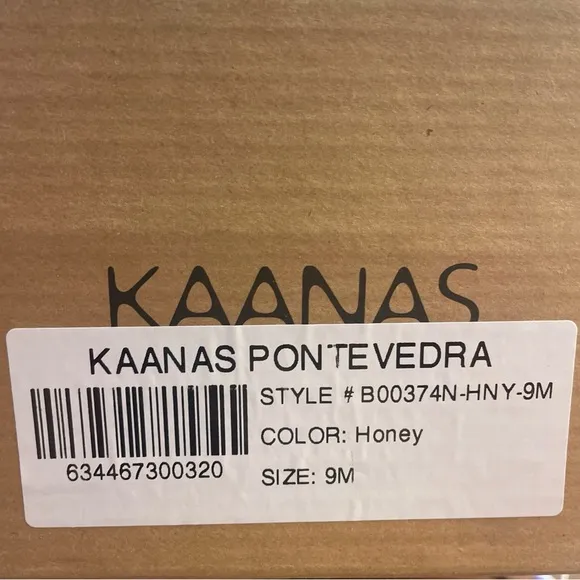 KAANAS
KAANAS PONTEVEDRA
STYLE # B00374N-HNY-9M
COLOR: Honey
634467300320
SIZE: 9M